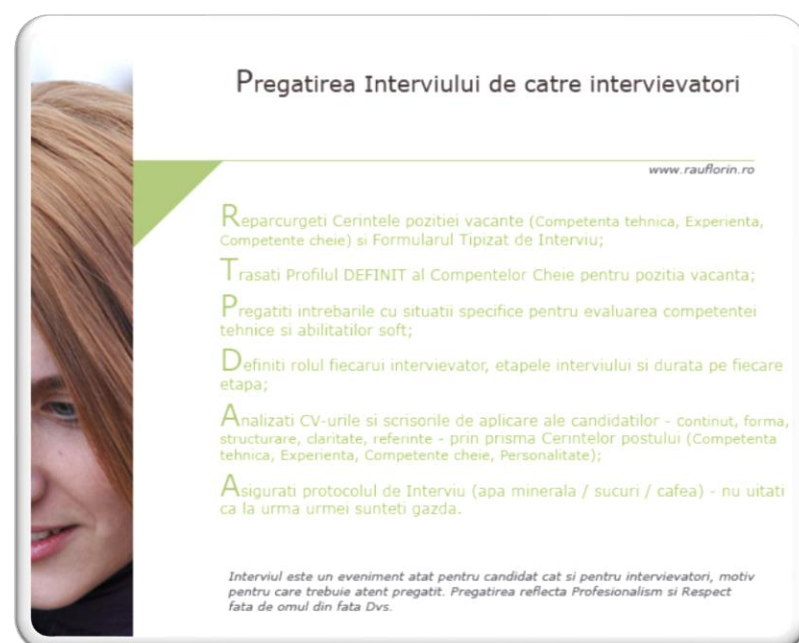 Pregatirea Interviului de catre intervievatori
www.rauflorin.ro
Reparcurgeti Cerintele pozitiei vacante (Competenta tehnica, Experienta,
Competente cheie) si Formularul Tipizat de Interviu;
Trasati Profilul DEFINIT al Compentelor Cheie pentru pozitia vacanta;
Pregatiti intrebarile cu situatii specifice pentru evaluarea competentei
tehnice si abilitatilor soft;
Definiti rolul fiecarui intervievator, etapele interviului si durata pe fiecare
etapa;
Analizati CV-urile si scrisorile de aplicare ale candidatilor - continut, forma,
structurare, claritate, referinte - prin prisma Cerintelor postului (Competenta
tehnica, Experienta, Competente cheie, Personalitate);
Asigurati protocolul de Interviu (apa minerala / sucuri / cafea) - nu uitati
ca la urma urmei sunteti gazda.
Interviul este un eveniment atat pentru candidat cat si pentru intervievatori, motiv
pentru care trebuie atent pregatit. Pregatirea reflecta Profesionalism si Respect
fata de omul din fata Dvs.